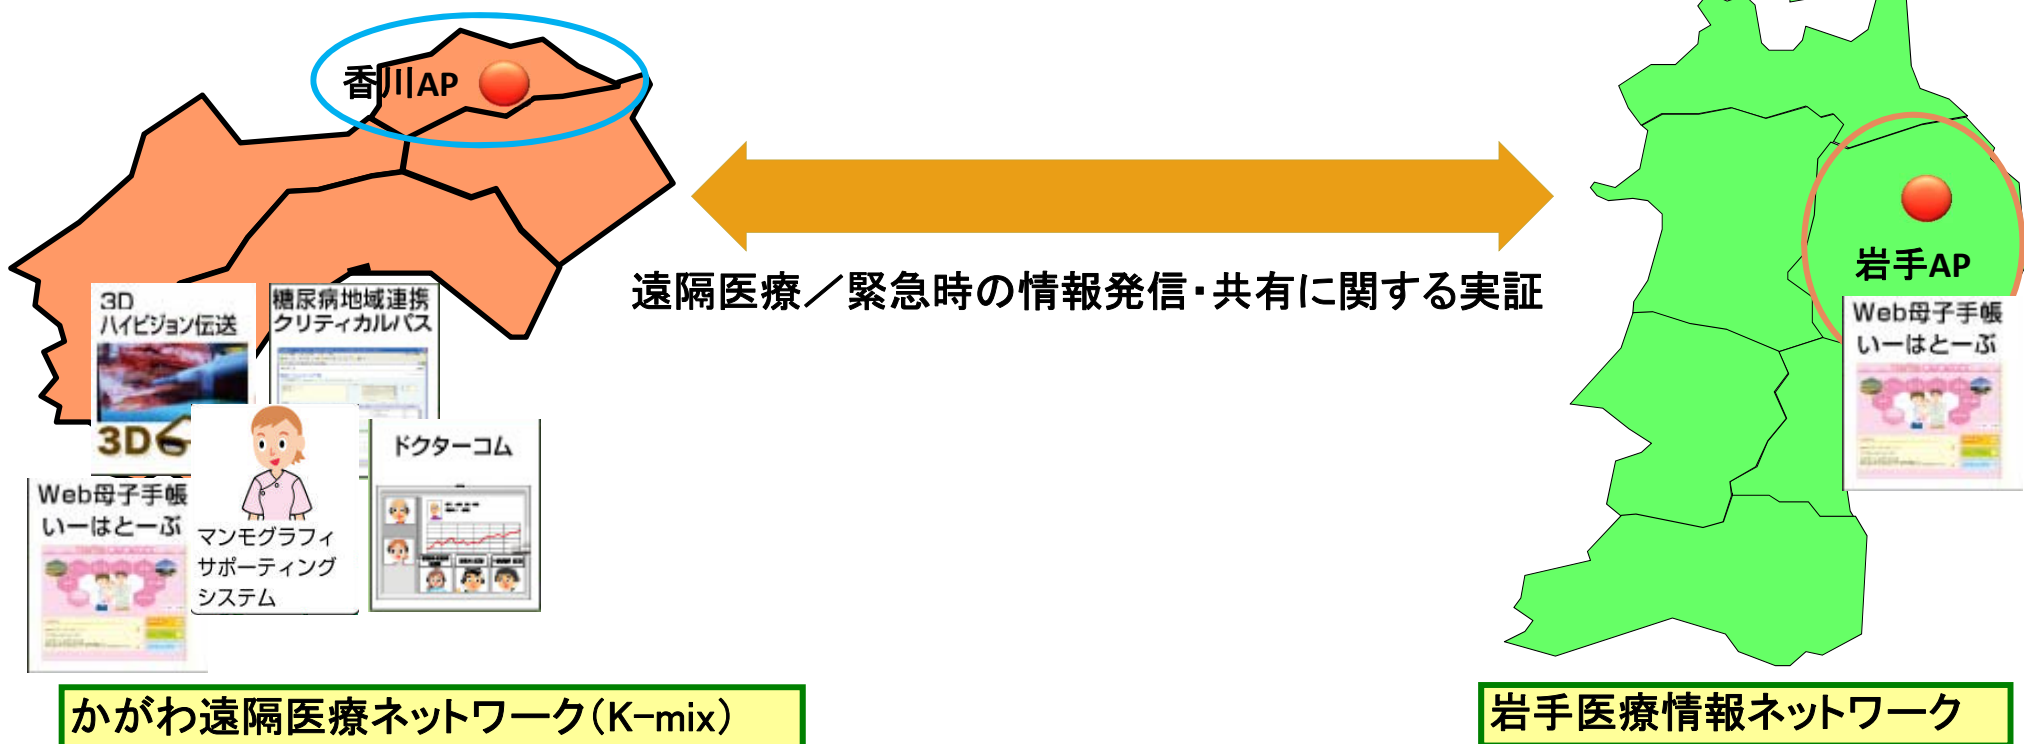 香川AP
岩手AP
遠隔医療／緊急時の情報発信・共有に関する実証
3D
ハイビジョン伝送
3D
糖尿病地域連携
クリティカルパス
Web母子手帳
いーはとーぶ
マンモグラフィ
サポーティング
システム
ドクターコム
Web母子手帳
いーはとーぶ
かがわ遠隔医療ネットワーク（K-mix）
岩手医療情報ネットワーク